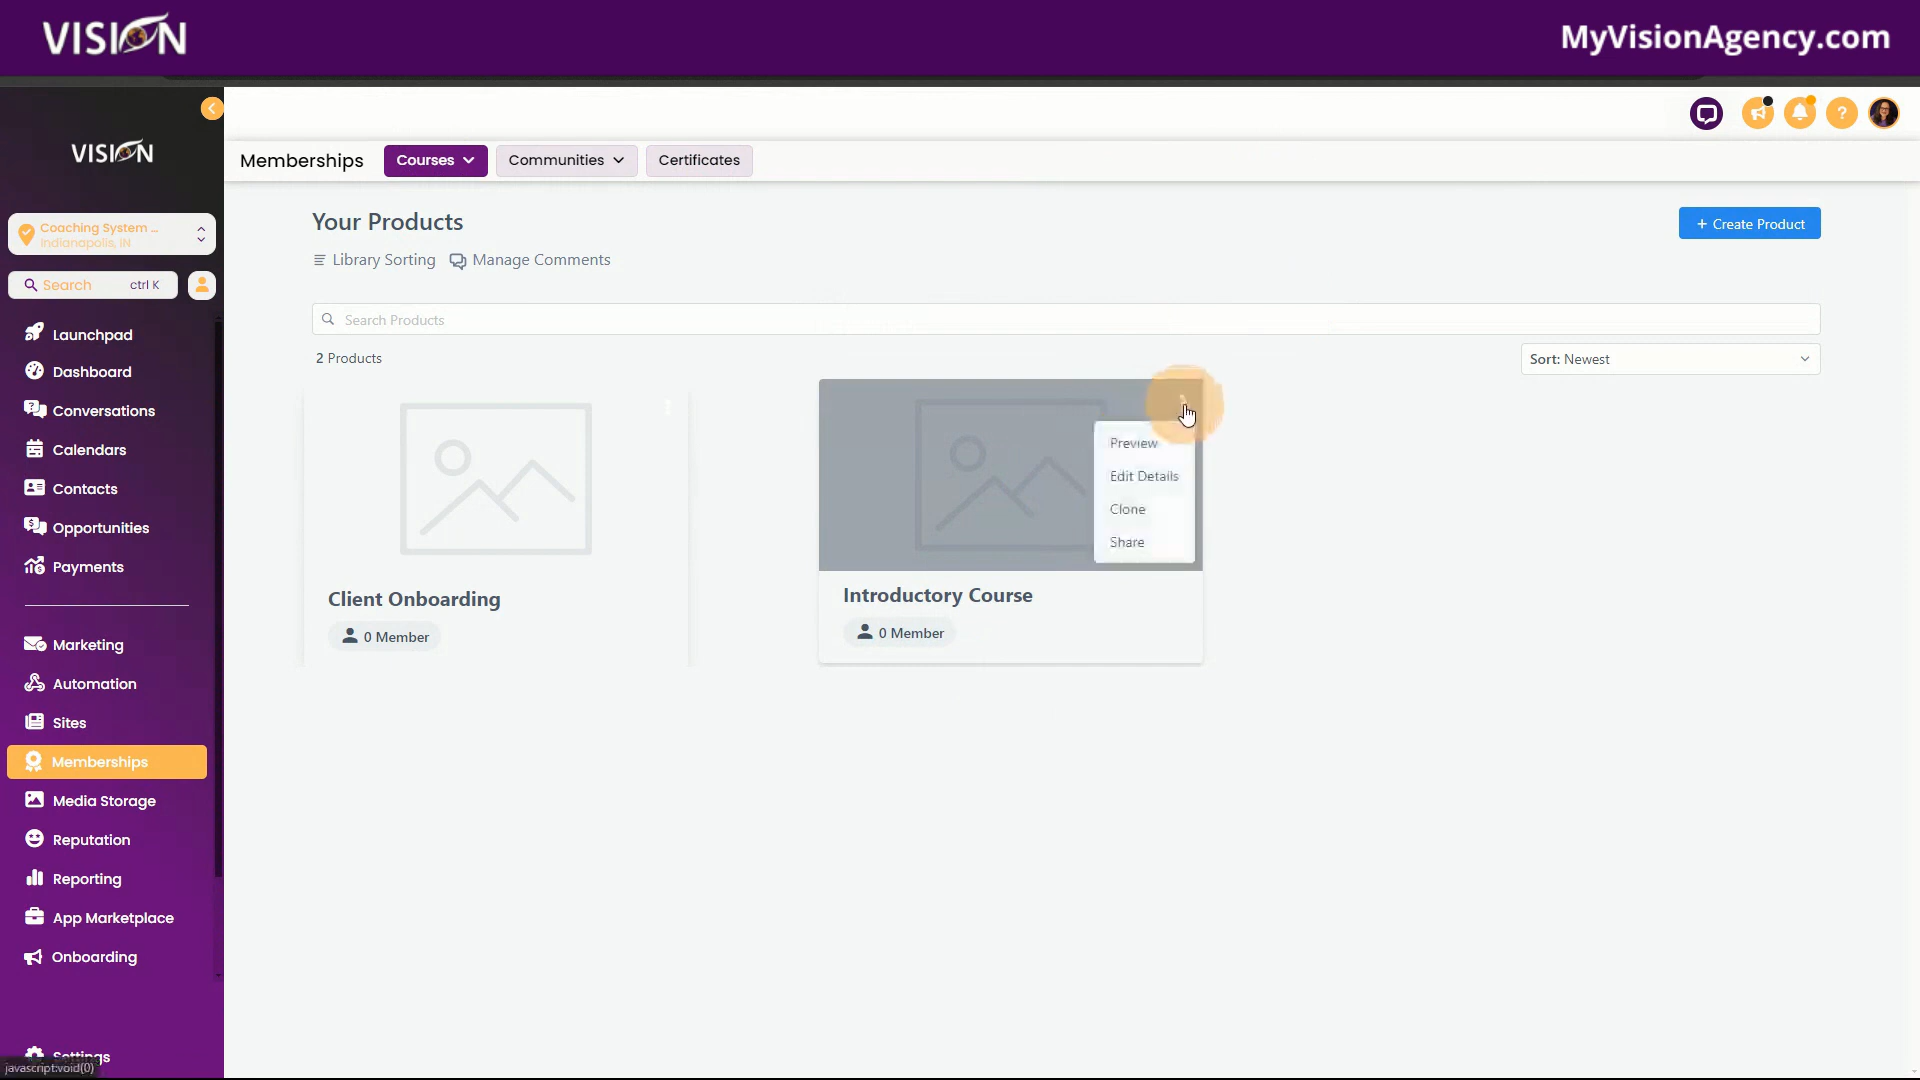 VISION
MyVisionAgency.com
VISION
Memberships
Courses
Communities
Certificates
Coaching System ...
Indianapolis, IN
Search
ctrl K
Launchpad
Dashboard
Conversations
Calendars
Contacts
Opportunities
Payments
Marketing
Automation
Sites
Memberships
Media Storage
Reputation
Reporting
App Marketplace
Onboarding
Settings
javascript:void(0)
Your Products
+ Create Product
Library Sorting
Manage Comments
Search Products
2 Products
Sort: Newest
Preview
Edit Details
Clone
Share
Client Onboarding
0 Member
Introductory Course
0 Member